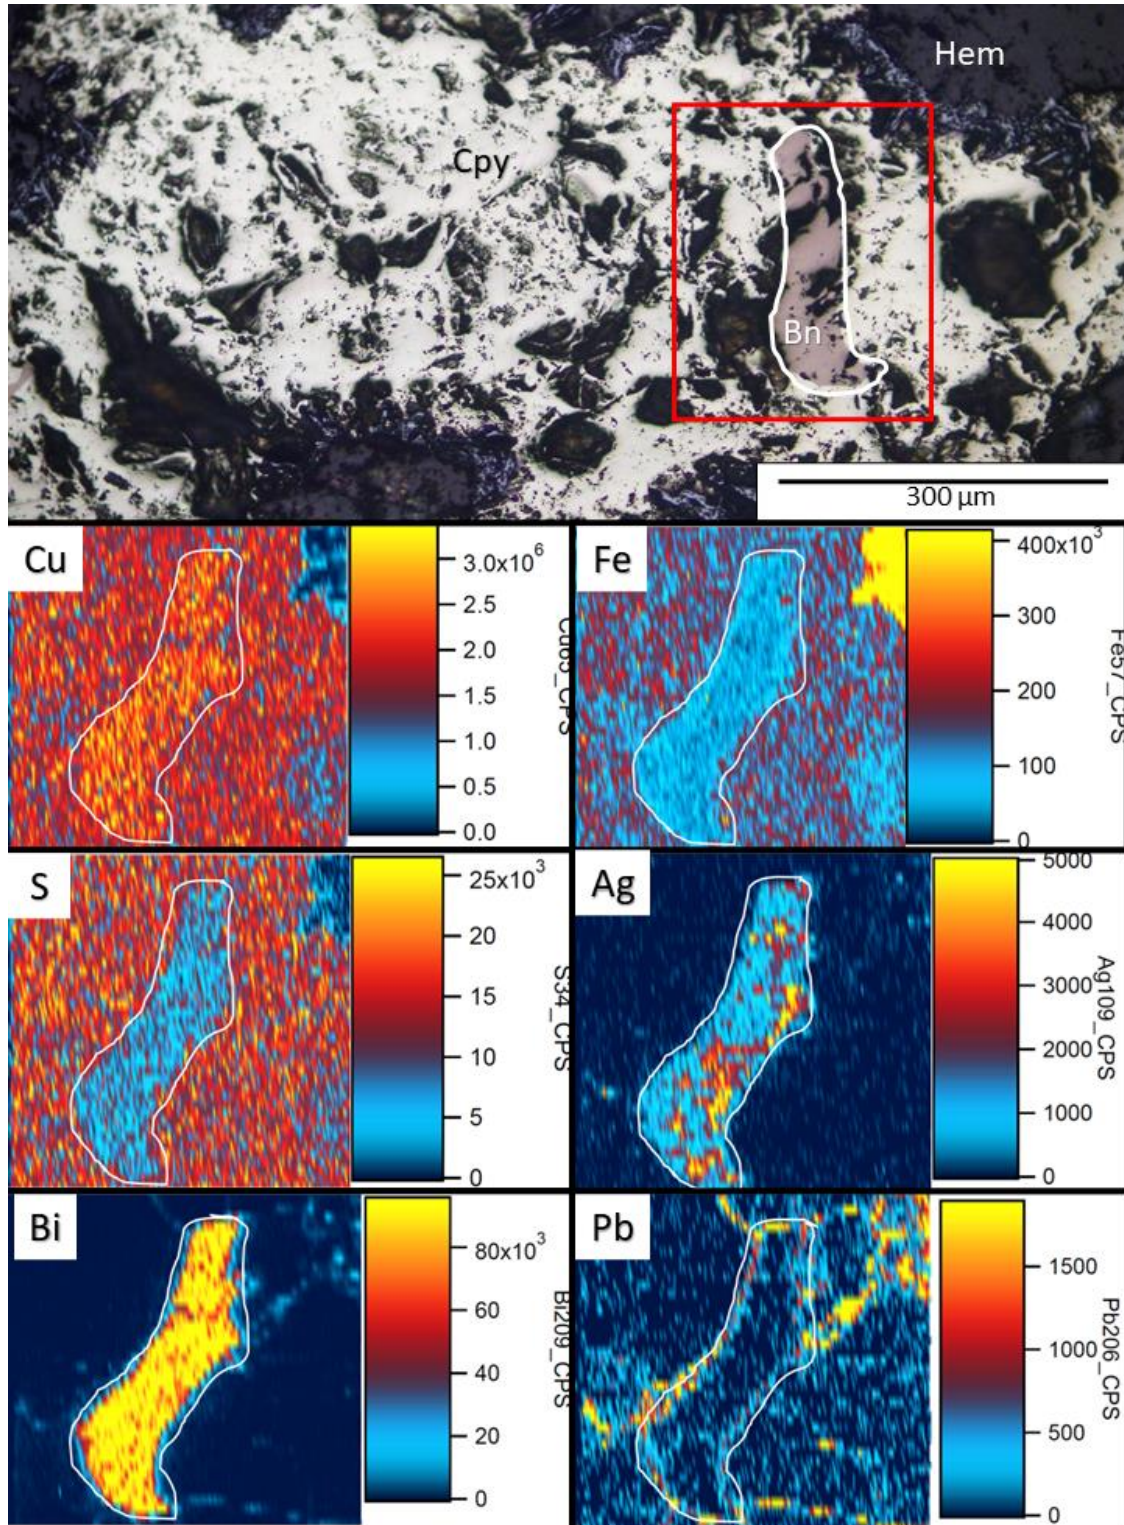 Hem
Cpy
Bn
300 µm
Cu
3.0x10⁶
2.5
2.0
1.5
1.0
0.5
0.0
Cu65_CPS
Fe
400x10³
300
200
100
0
Fe57_CPS
S
25x10³
20
15
10
5
0
S34_CPS
Ag
5000
4000
3000
2000
1000
0
Ag109_CPS
Bi
80x10³
60
40
20
0
Bi209_CPS
Pb
1500
1000
500
0
Pb206_CPS